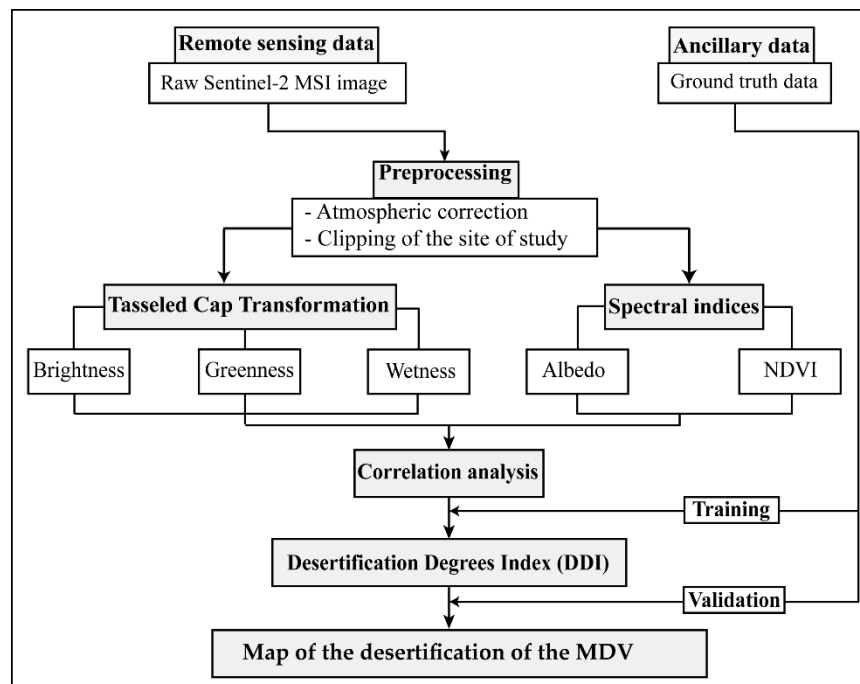 Remote sensing data
Raw Sentinel-2 MSI image
Ancillary data
Ground truth data
Preprocessing
- Atmospheric correction
- Clipping of the site of study
Tasseled Cap Transformation
Spectral indices
Brightness
Greenness
Wetness
Albedo
NDVI
Correlation analysis
Training
Desertification Degrees Index (DDI)
Validation
Map of the desertification of the MDV